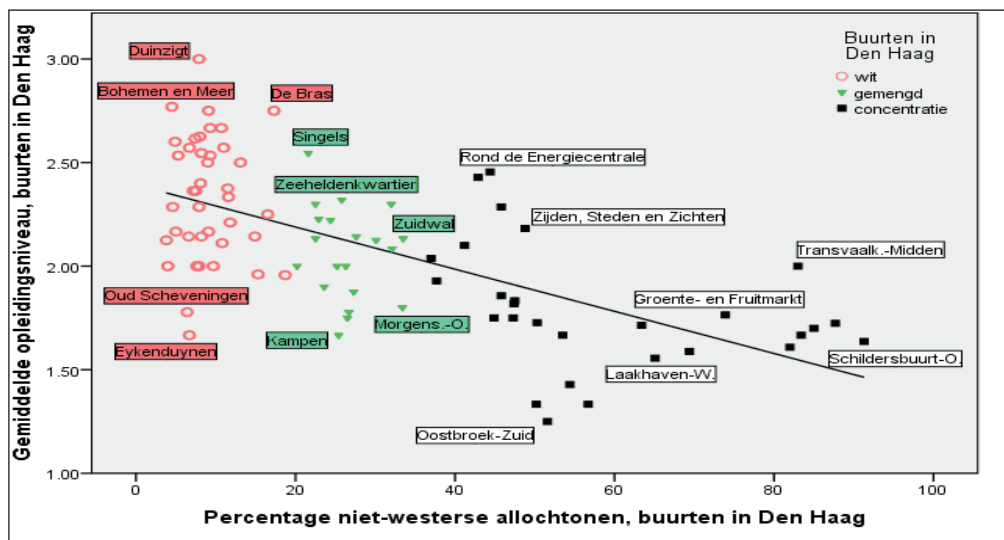 Gemiddelde opleidingsniveau, buurten in Den Haag
3.00
2.50
2.00
1.50
1.00
Buurten in
Den Haag
wit
gemengd
concentratie
Duinzigt
Bohemen en Meer
De Bras
Singels
Rond de Energiecentrale
Zeeheldenkwartier
Zuidwal
Zijden, Steden en Zichten
Transvaalk.-Midden
Oud Scheveningen
Morgens.-O.
Groente- en Fruitmarkt
Eykenduynen
Kampen
Laakhaven-W.
Schildersbuurt-O.
Oostbroek-Zuid
0
20
40
60
80
100
Percentage niet-westerse allochtonen, buurten in Den Haag